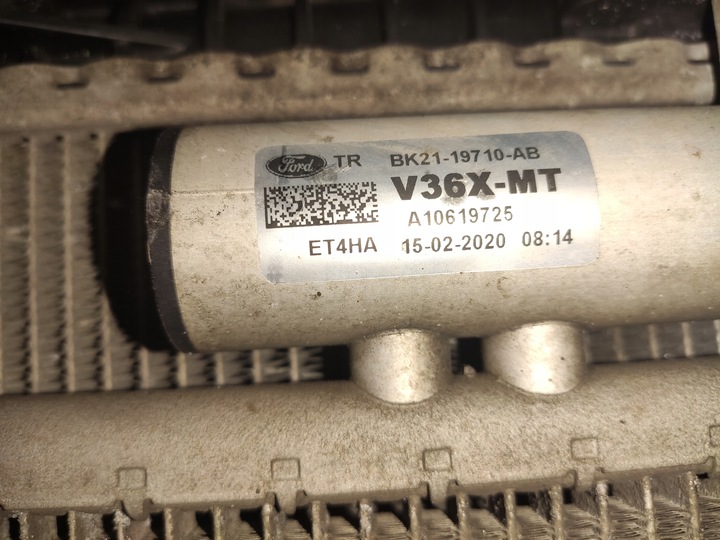 Ford TR BK21-19710-AB
V36X-MT
A10619725
ET4HA 15-02-2020 08:14